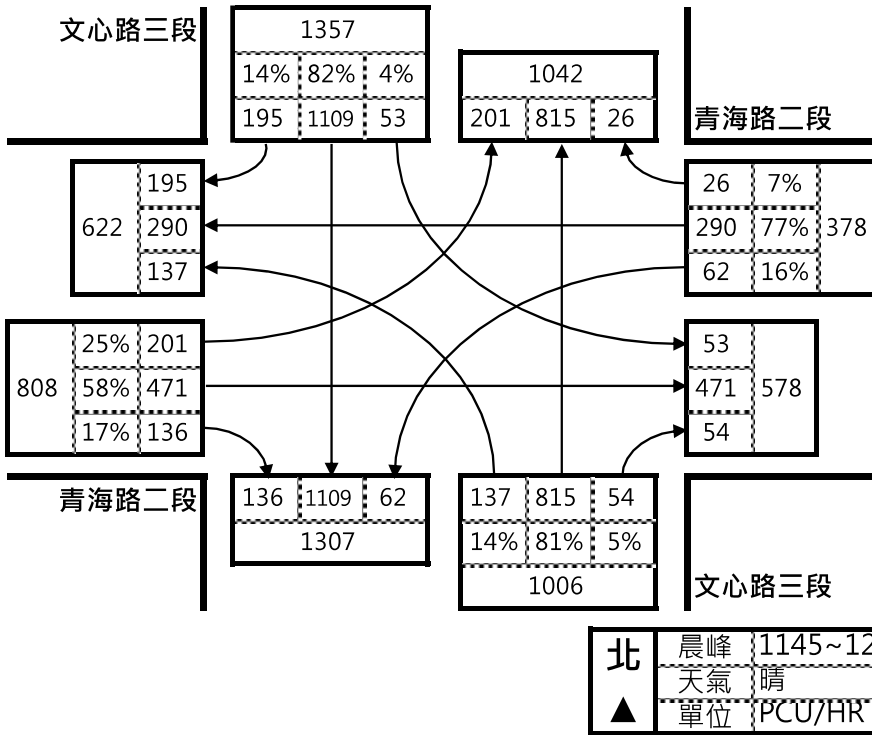 文心路三段
1357
14% 82% 4%
195 1109 53
1042
201 815 26
青海路二段
622
195
290
137
26 7%
290 77% 378
62 16%
25% 201
808 58% 471
17% 136
53
471 578
54
青海路二段
136 1109 62
1307
137 815 54
14% 81% 5%
1006
文心路三段
北
晨峰 1145~12
天氣 晴
單位 PCU/HR